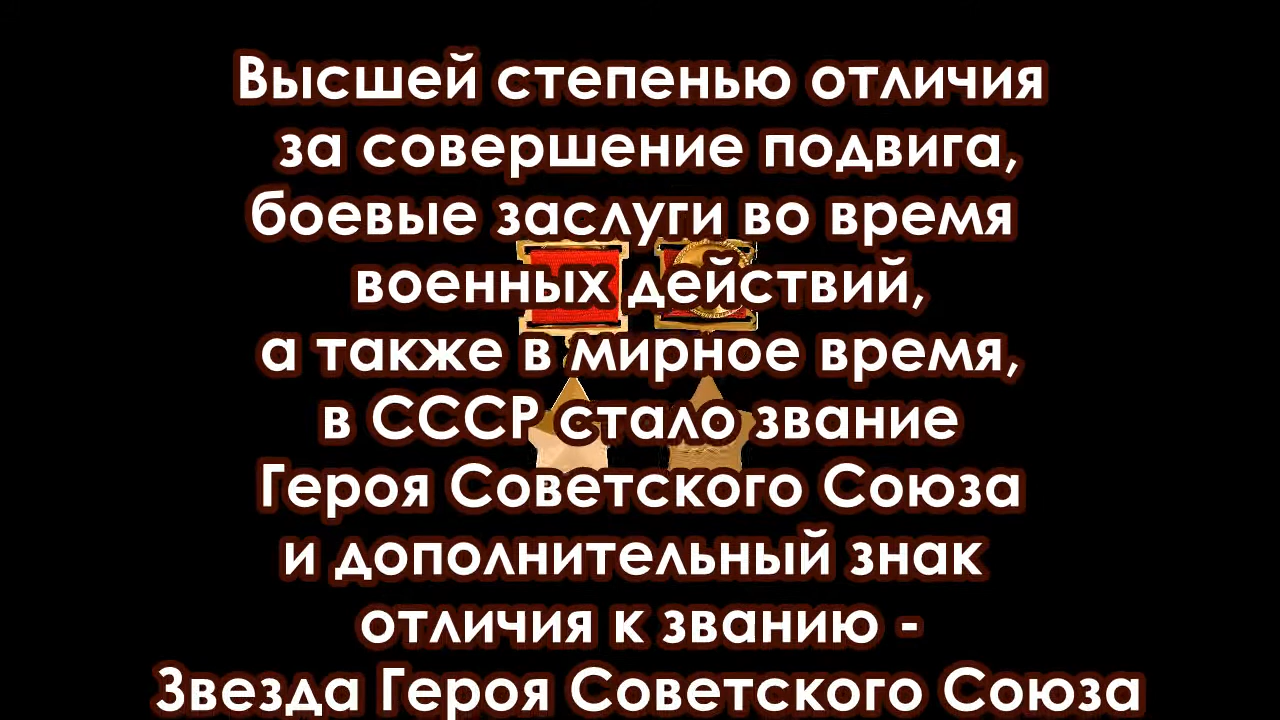 Высшей степенью отличия
за совершение подвига,
боевые заслуги во время
военных действий,
а также в мирное время,
в СССР стало звание
Героя Советского Союза
и дополнительный знак
отличия к званию -
Звезда Героя Советского Союза